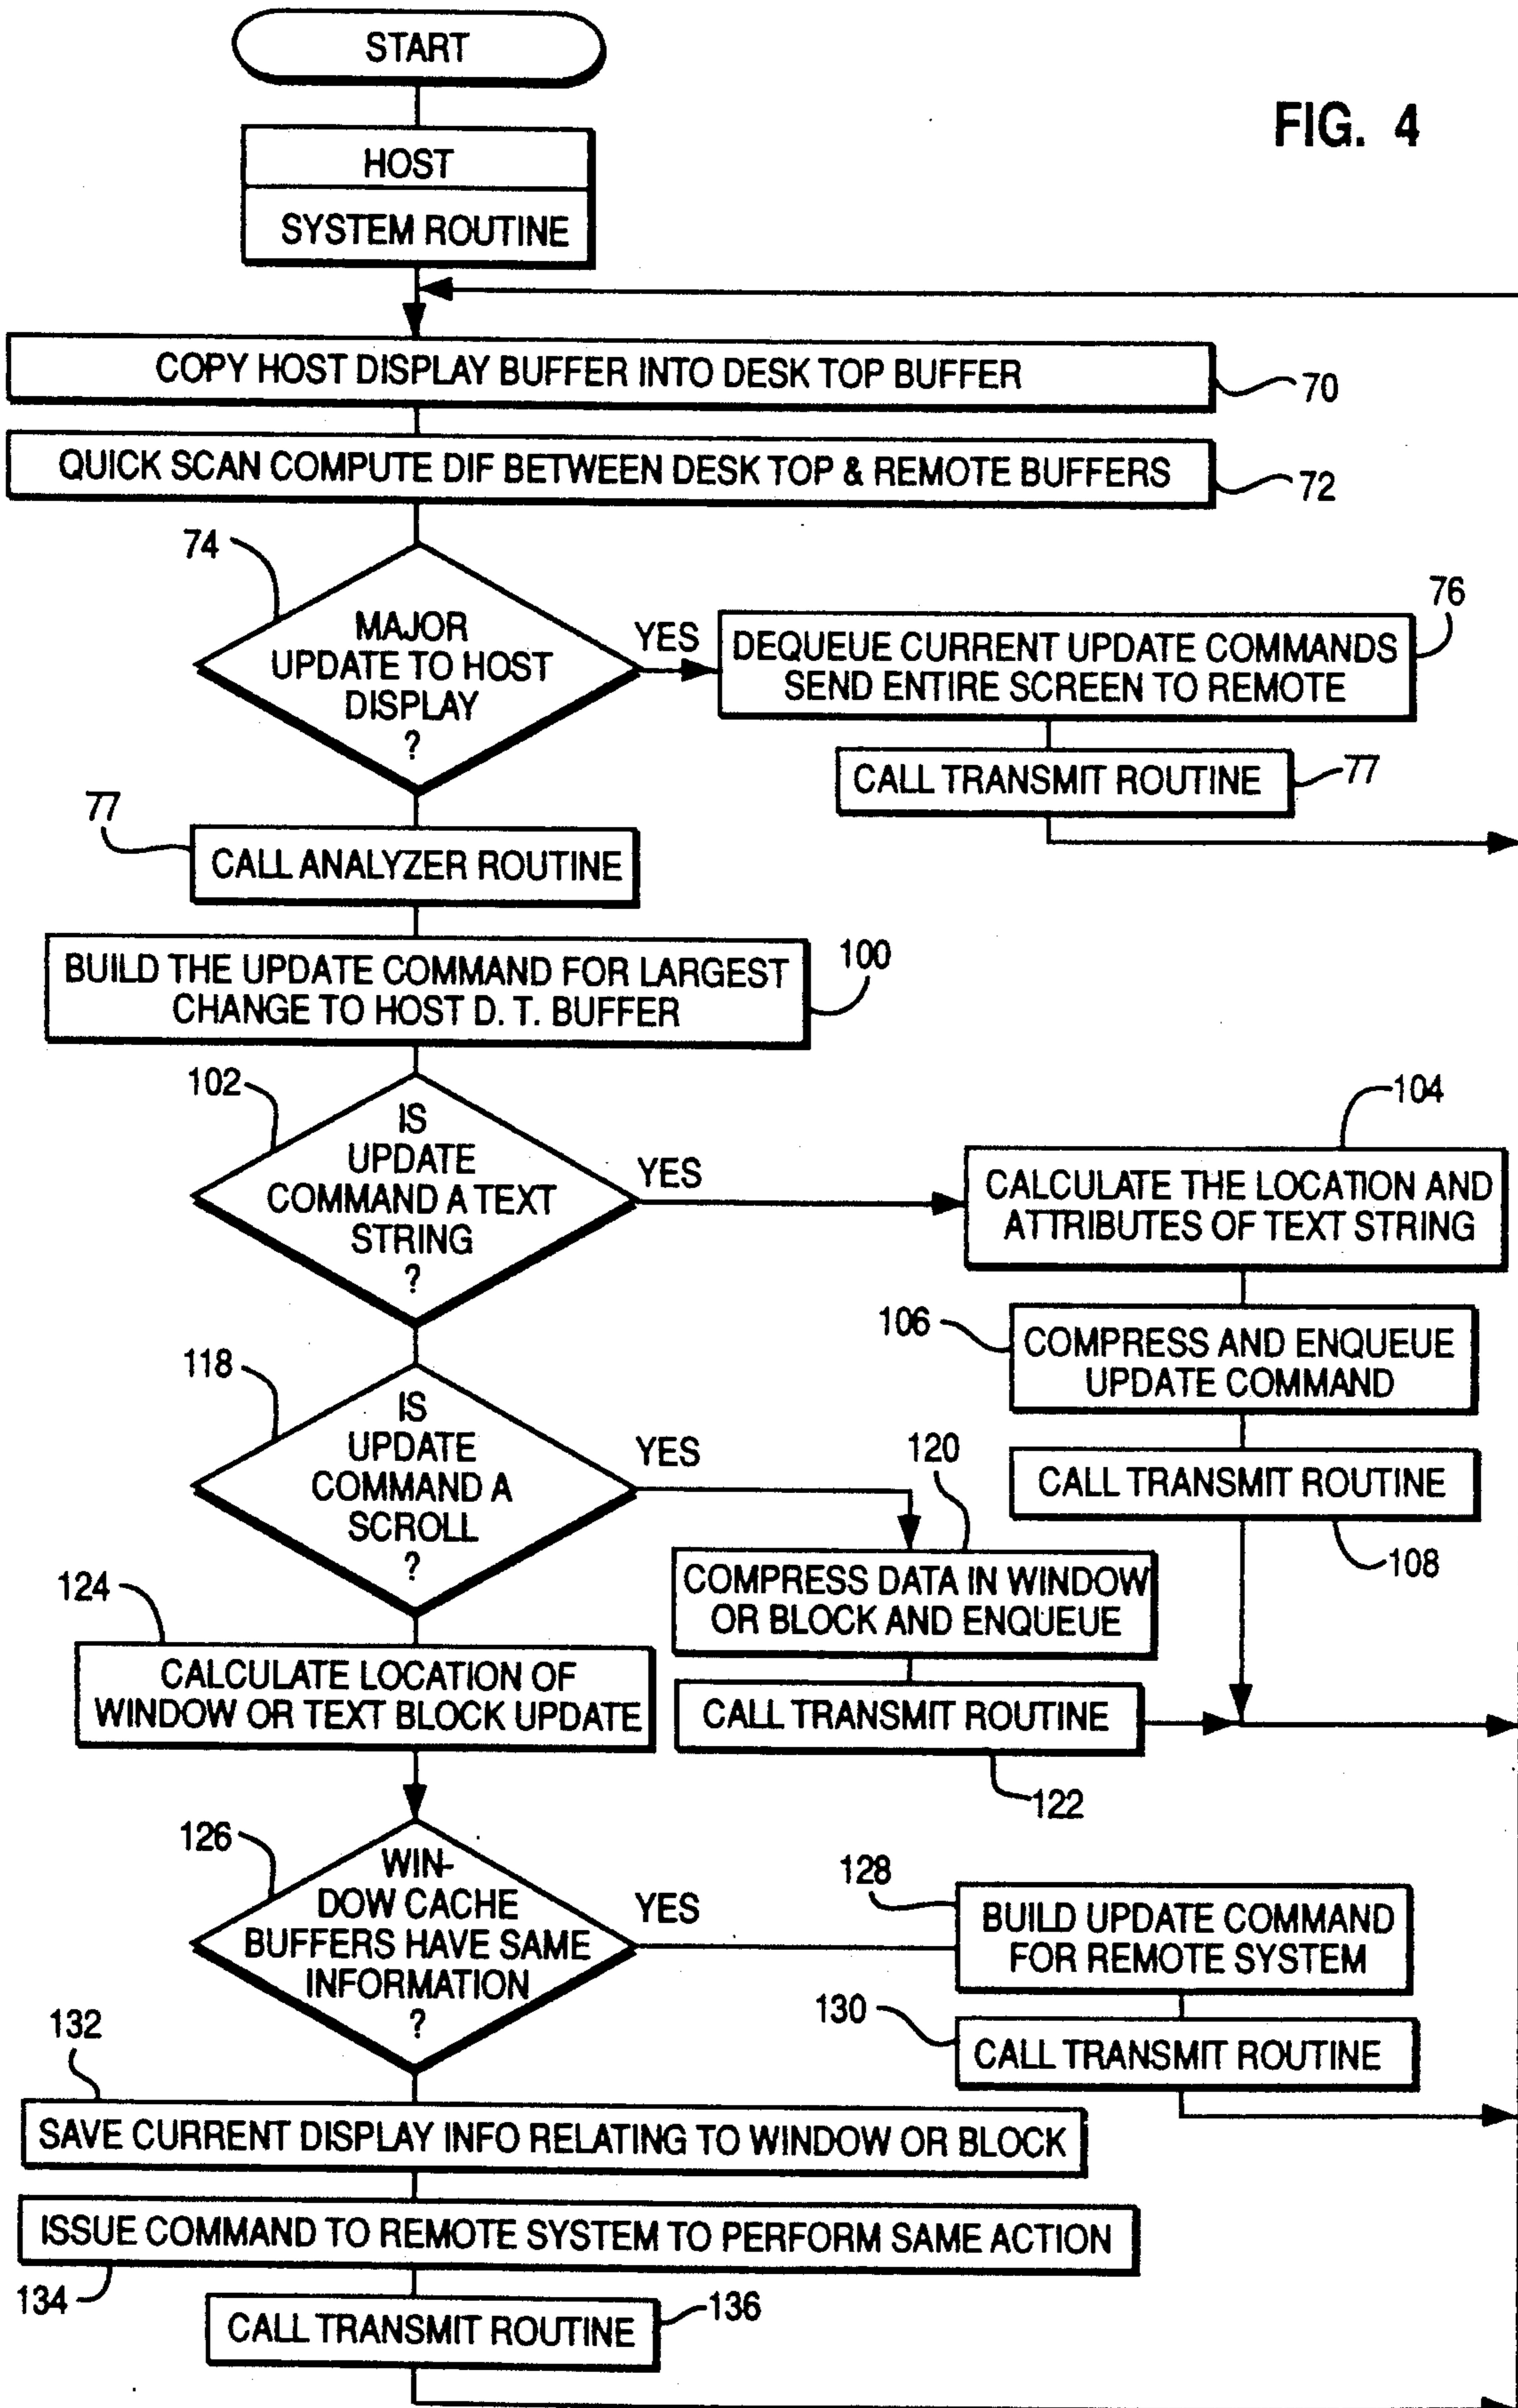 START
FIG. 4
HOST
SYSTEM ROUTINE
COPY HOST DISPLAY BUFFER INTO DESK TOP BUFFER
70
QUICK SCAN COMPUTE DIF BETWEEN DESK TOP & REMOTE BUFFERS
72
74
MAJOR
UPDATE TO HOST
DISPLAY
?
YES
76
DEQUEUE CURRENT UPDATE COMMANDS
SEND ENTIRE SCREEN TO REMOTE
CALL TRANSMIT ROUTINE
77
77
CALL ANALYZER ROUTINE
BUILD THE UPDATE COMMAND FOR LARGEST
CHANGE TO HOST D. T. BUFFER
100
102
IS
UPDATE
COMMAND A TEXT
STRING
?
YES
104
CALCULATE THE LOCATION AND
ATTRIBUTES OF TEXT STRING
106
COMPRESS AND ENQUEUE
UPDATE COMMAND
CALL TRANSMIT ROUTINE
108
118
IS
UPDATE
COMMAND A
SCROLL
?
YES
120
COMPRESS DATA IN WINDOW
OR BLOCK AND ENQUEUE
CALL TRANSMIT ROUTINE
122
124
CALCULATE LOCATION OF
WINDOW OR TEXT BLOCK UPDATE
126
WIN-
DOW CACHE
BUFFERS HAVE SAME
INFORMATION
?
YES
128
BUILD UPDATE COMMAND
FOR REMOTE SYSTEM
130
CALL TRANSMIT ROUTINE
132
SAVE CURRENT DISPLAY INFO RELATING TO WINDOW OR BLOCK
ISSUE COMMAND TO REMOTE SYSTEM TO PERFORM SAME ACTION
134
CALL TRANSMIT ROUTINE
136